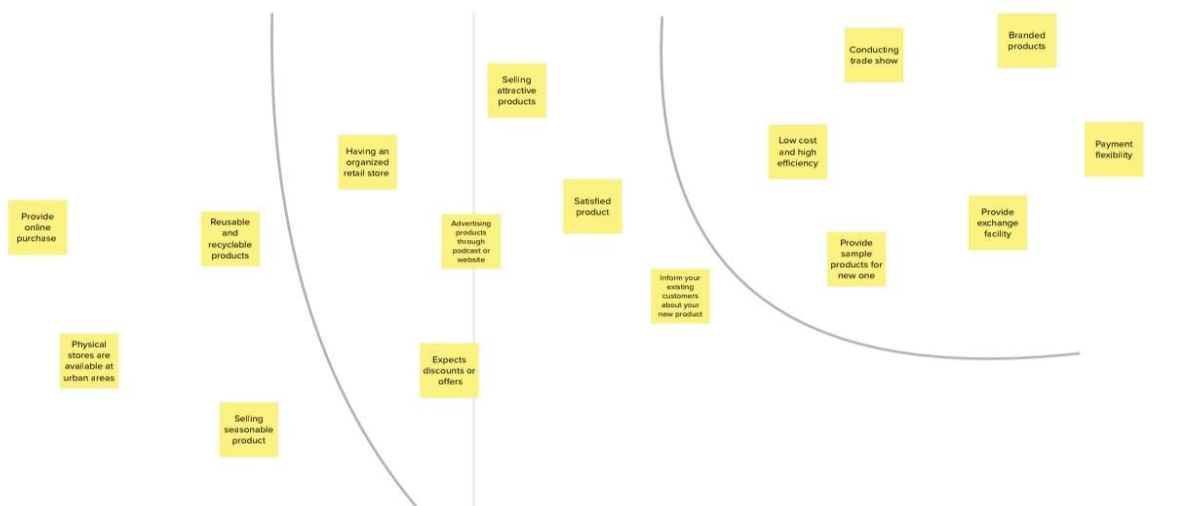 Conducting
trade show
Branded
products
Selling
attractive
products
Having an
organized
retail store
Low cost
and high
efficiency
Payment
flexibility
Provide
online
purchase
Reusable
and
recyclable
products
Advertising
products
through
podcast or
website
Satisfied
product
Provide
exchange
facility
Provide
sample
products for
new one
Inform your
existing
customers
about your
new product
Physical
stores are
available at
urban areas
Expects
discounts or
offers
Selling
seasonable
product